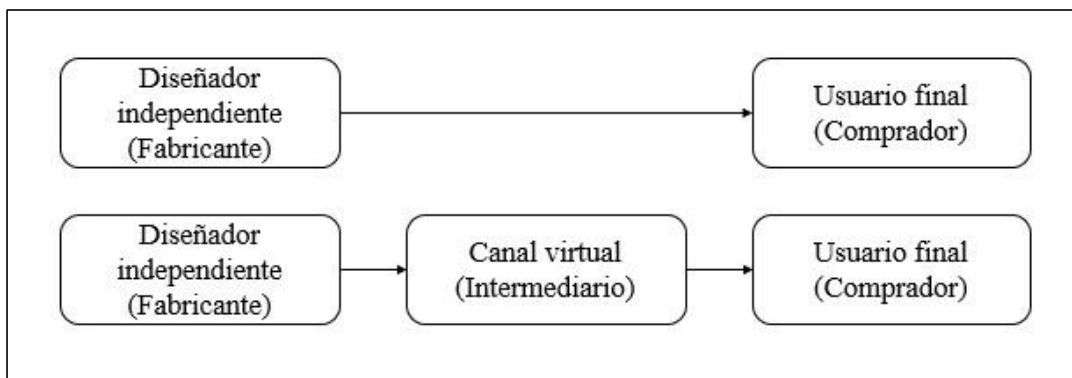 Diseñador
independiente
(Fabricante)
Usuario final
(Comprador)
Diseñador
independiente
(Fabricante)
Canal virtual
(Intermediario)
Usuario final
(Comprador)